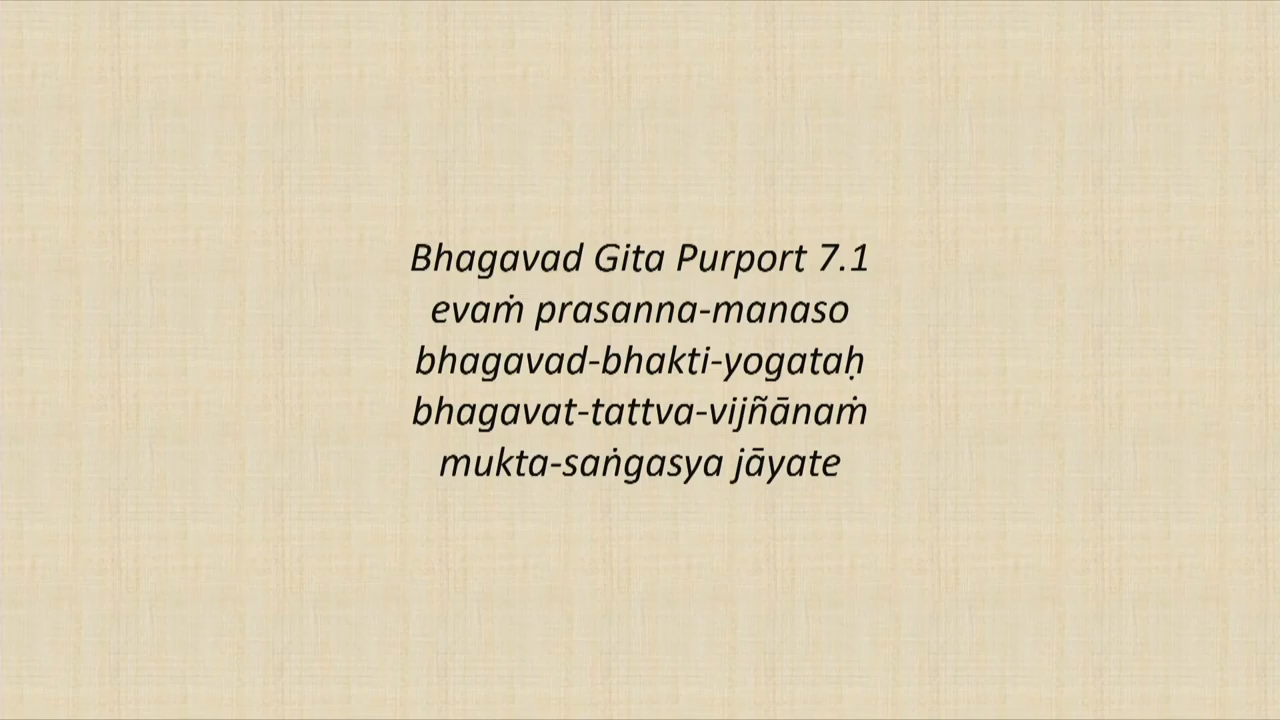 Bhagavad Gita Purport 7.1
evaṁ prasanna-manaso
bhagavad-bhakti-yogataḥ
bhagavat-tattva-vijñānaṁ
mukta-saṅgasya jāyate